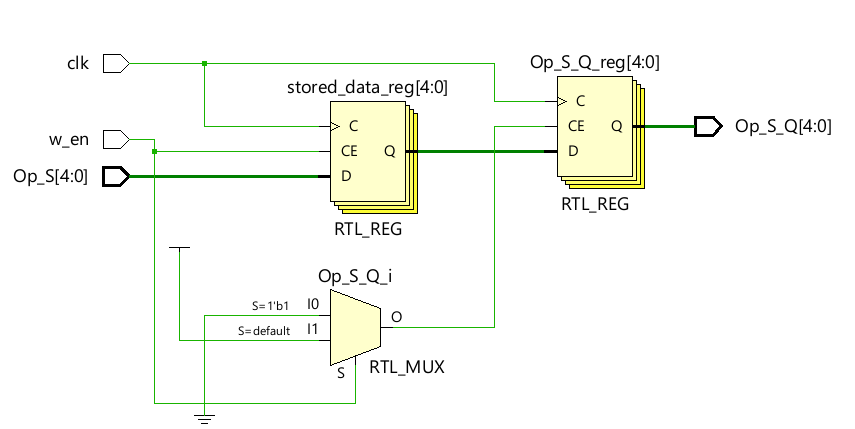 clk
w_en
Op_S[4:0]
stored_data_reg[4:0]
C
CE
D
Q
RTL_REG
Op_S_Q_reg[4:0]
C
CE
D
Q
RTL_REG
Op_S_Q[4:0]
Op_S_Q_i
S=1'b1
I0
S=default
I1
O
S
RTL_MUX